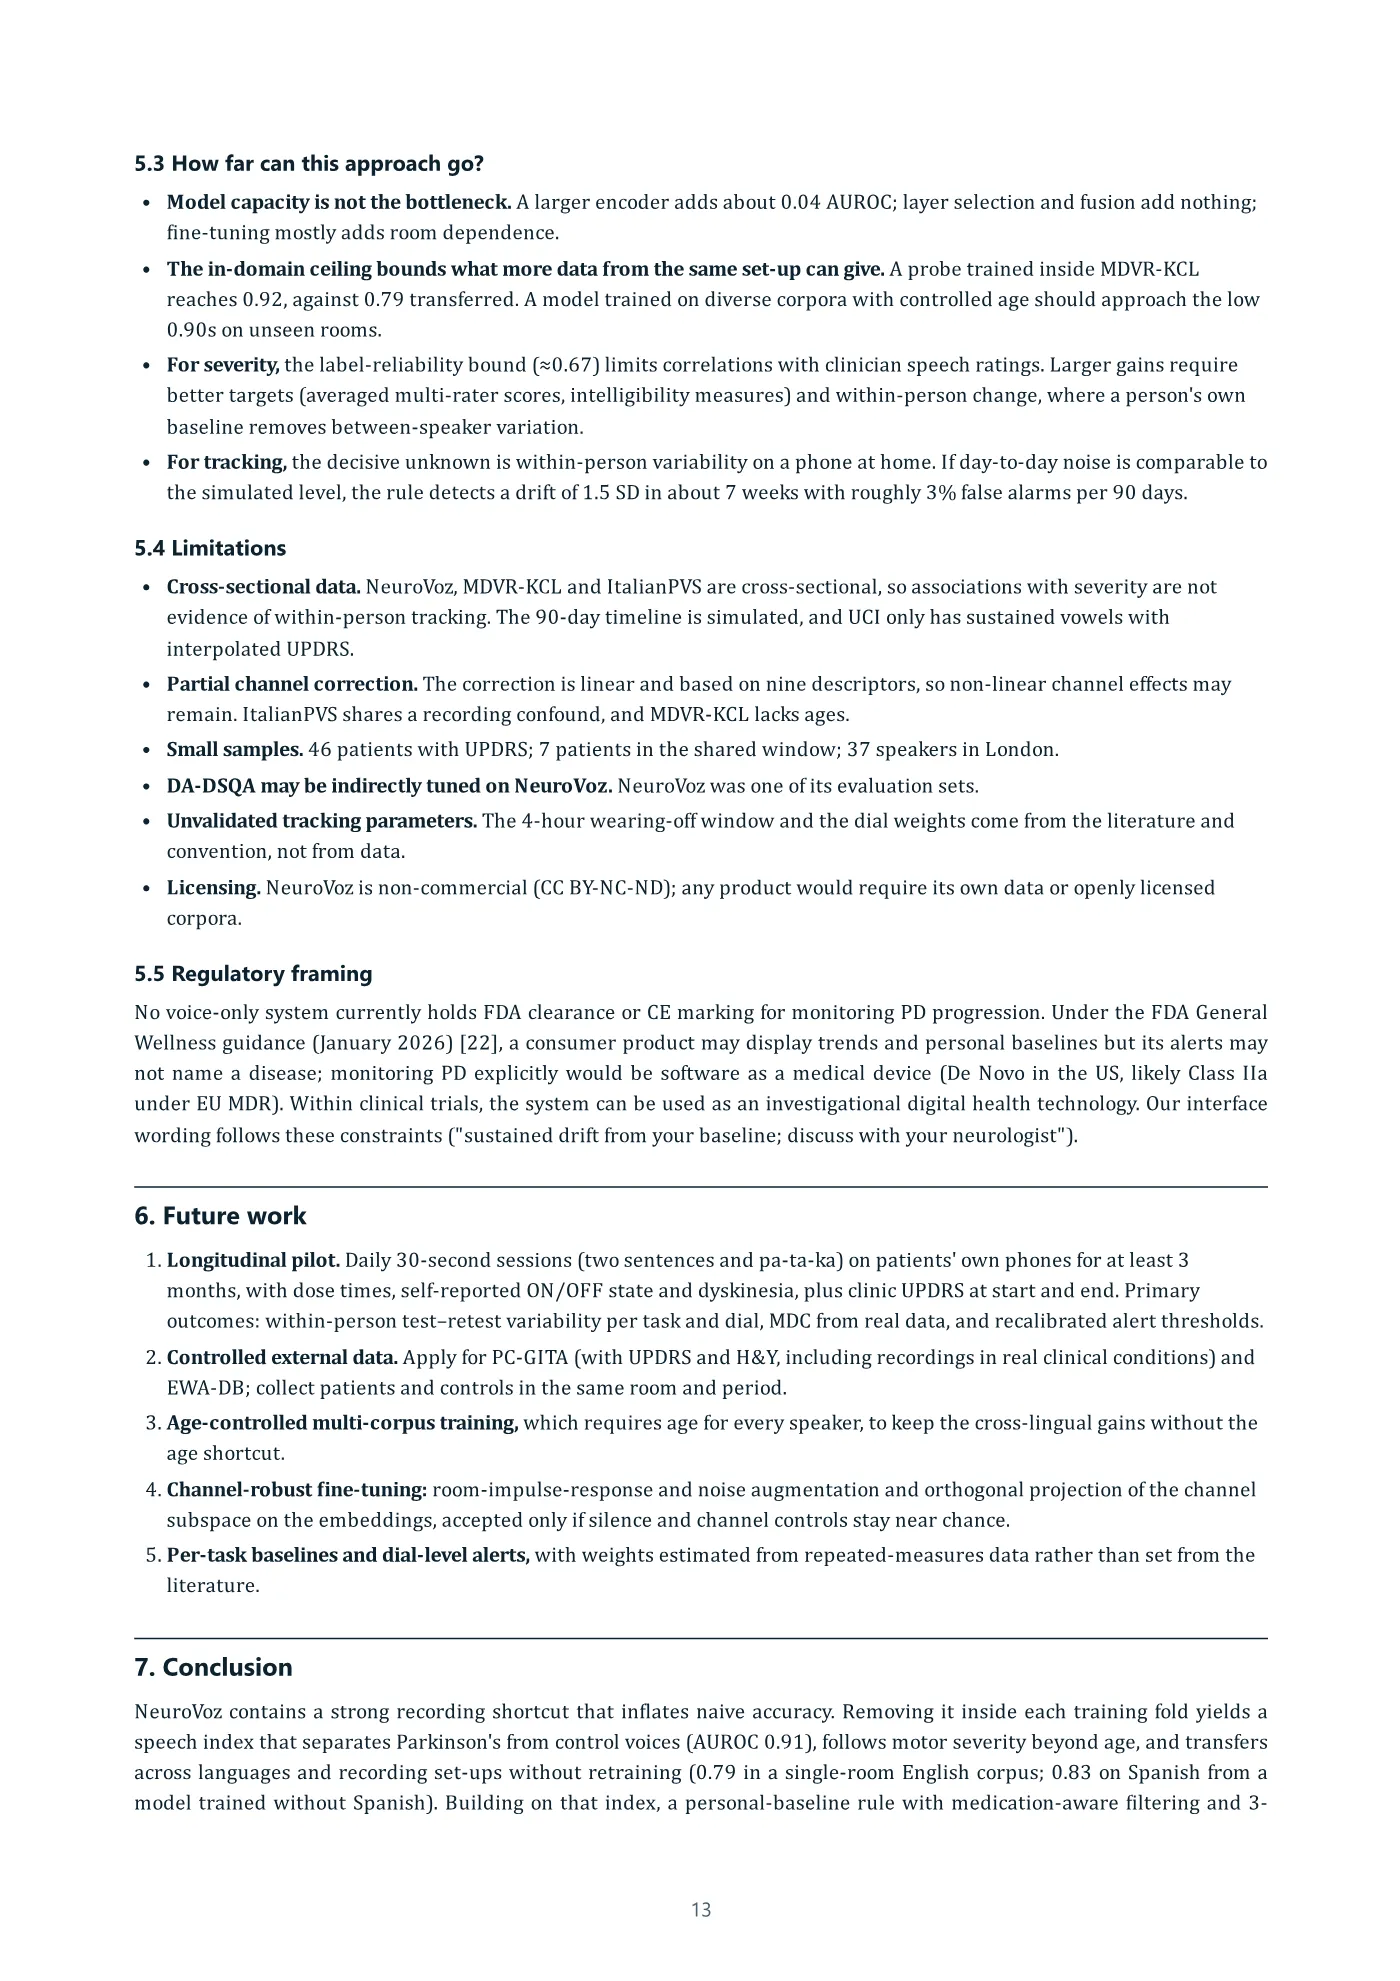 5.3 How far can this approach go?
• Model capacity is not the bottleneck. A larger encoder adds about 0.04 AUROC; layer selection and fusion add nothing;
fine-tuning mostly adds room dependence.
• The in-domain ceiling bounds what more data from the same set-up can give. A probe trained inside MDVR-KCL
reaches 0.92, against 0.79 transferred. A model trained on diverse corpora with controlled age should approach the low
0.90s on unseen rooms.
• For severity, the label-reliability bound (≈0.67) limits correlations with clinician speech ratings. Larger gains require
better targets (averaged multi-rater scores, intelligibility measures) and within-person change, where a person's own
baseline removes between-speaker variation.
• For tracking, the decisive unknown is within-person variability on a phone at home. If day-to-day noise is comparable to
the simulated level, the rule detects a drift of 1.5 SD in about 7 weeks with roughly 3% false alarms per 90 days.
5.4 Limitations
• Cross-sectional data. NeuroVoz, MDVR-KCL and ItalianPVS are cross-sectional, so associations with severity are not
evidence of within-person tracking. The 90-day timeline is simulated, and UCI only has sustained vowels with
interpolated UPDRS.
• Partial channel correction. The correction is linear and based on nine descriptors, so non-linear channel effects may
remain. ItalianPVS shares a recording confound, and MDVR-KCL lacks ages.
• Small samples. 46 patients with UPDRS; 7 patients in the shared window; 37 speakers in London.
• DA-DSQA may be indirectly tuned on NeuroVoz. NeuroVoz was one of its evaluation sets.
• Unvalidated tracking parameters. The 4-hour wearing-off window and the dial weights come from the literature and
convention, not from data.
• Licensing. NeuroVoz is non-commercial (CC BY-NC-ND); any product would require its own data or openly licensed
corpora.
5.5 Regulatory framing
No voice-only system currently holds FDA clearance or CE marking for monitoring PD progression. Under the FDA General
Wellness guidance (January 2026) [22], a consumer product may display trends and personal baselines but its alerts may
not name a disease; monitoring PD explicitly would be software as a medical device (De Novo in the US, likely Class IIa
under EU MDR). Within clinical trials, the system can be used as an investigational digital health technology. Our interface
wording follows these constraints ("sustained drift from your baseline; discuss with your neurologist").
6. Future work
1. Longitudinal pilot. Daily 30-second sessions (two sentences and pa-ta-ka) on patients' own phones for at least 3
months, with dose times, self-reported ON/OFF state and dyskinesia, plus clinic UPDRS at start and end. Primary
outcomes: within-person test–retest variability per task and dial, MDC from real data, and recalibrated alert thresholds.
2. Controlled external data. Apply for PC-GITA (with UPDRS and H&Y, including recordings in real clinical conditions) and
EWA-DB; collect patients and controls in the same room and period.
3. Age-controlled multi-corpus training, which requires age for every speaker, to keep the cross-lingual gains without the
age shortcut.
4. Channel-robust fine-tuning: room-impulse-response and noise augmentation and orthogonal projection of the channel
subspace on the embeddings, accepted only if silence and channel controls stay near chance.
5. Per-task baselines and dial-level alerts, with weights estimated from repeated-measures data rather than set from the
literature.
7. Conclusion
NeuroVoz contains a strong recording shortcut that inflates naive accuracy. Removing it inside each training fold yields a
speech index that separates Parkinson's from control voices (AUROC 0.91), follows motor severity beyond age, and transfers
across languages and recording set-ups without retraining (0.79 in a single-room English corpus; 0.83 on Spanish from a
model trained without Spanish). Building on that index, a personal-baseline rule with medication-aware filtering and 3-
13